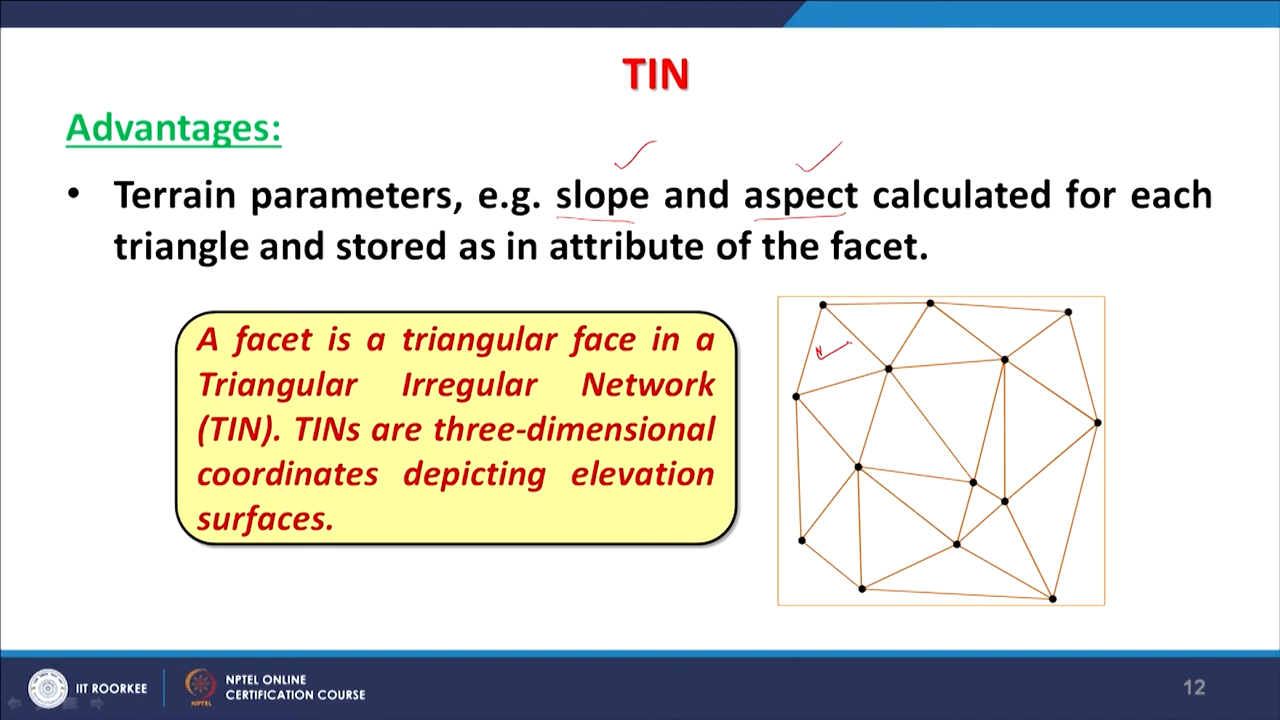 TIN
Advantages:
• Terrain parameters, e.g. slope and aspect calculated for each
triangle and stored as in attribute of the facet.
A facet is a triangular face in a
Triangular Irregular Network
(TIN). TINs are three-dimensional
coordinates depicting elevation
surfaces.
IIT ROORKEE
NPTEL
NPTEL ONLINE
CERTIFICATION COURSE
12